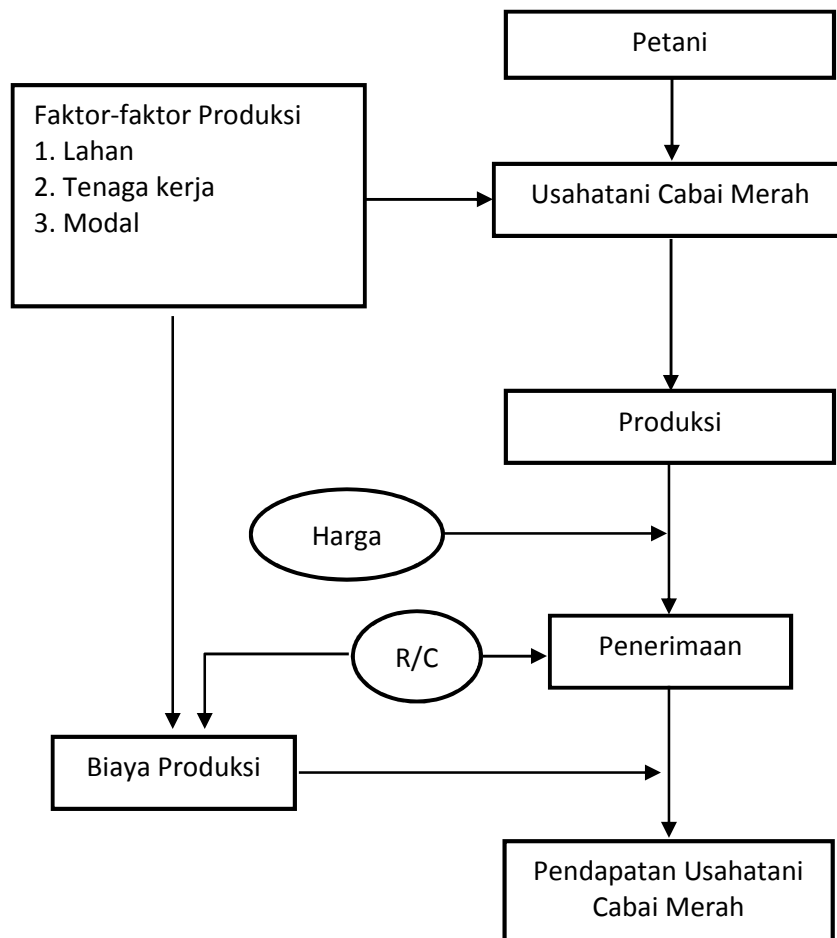 Petani
Faktor-faktor Produksi
1. Lahan
2. Tenaga kerja
3. Modal
Usahatani Cabai Merah
Produksi
Harga
Penerimaan
R/C
Biaya Produksi
Pendapatan Usahatani
Cabai Merah